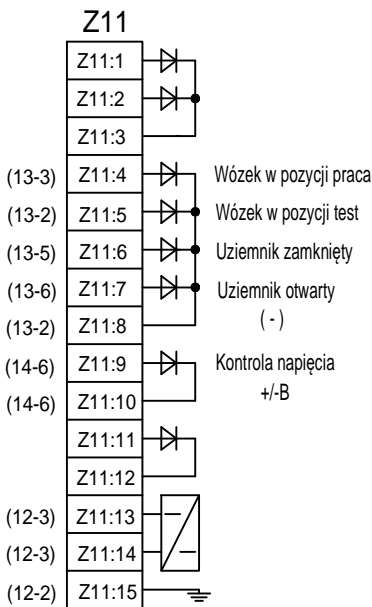 Z11
Z11:1
Z11:2
Z11:3
(13-3) Z11:4 Wózek w pozycji praca
(13-2) Z11:5 Wózek w pozycji test
(13-5) Z11:6 Uziemnik zamknięty
(13-6) Z11:7 Uziemnik otwarty
(13-2) Z11:8 ( - )
(14-6) Z11:9 Kontrola napięcia
(14-6) Z11:10 +/-B
Z11:11
Z11:12
(12-3) Z11:13
(12-3) Z11:14
(12-2) Z11:15